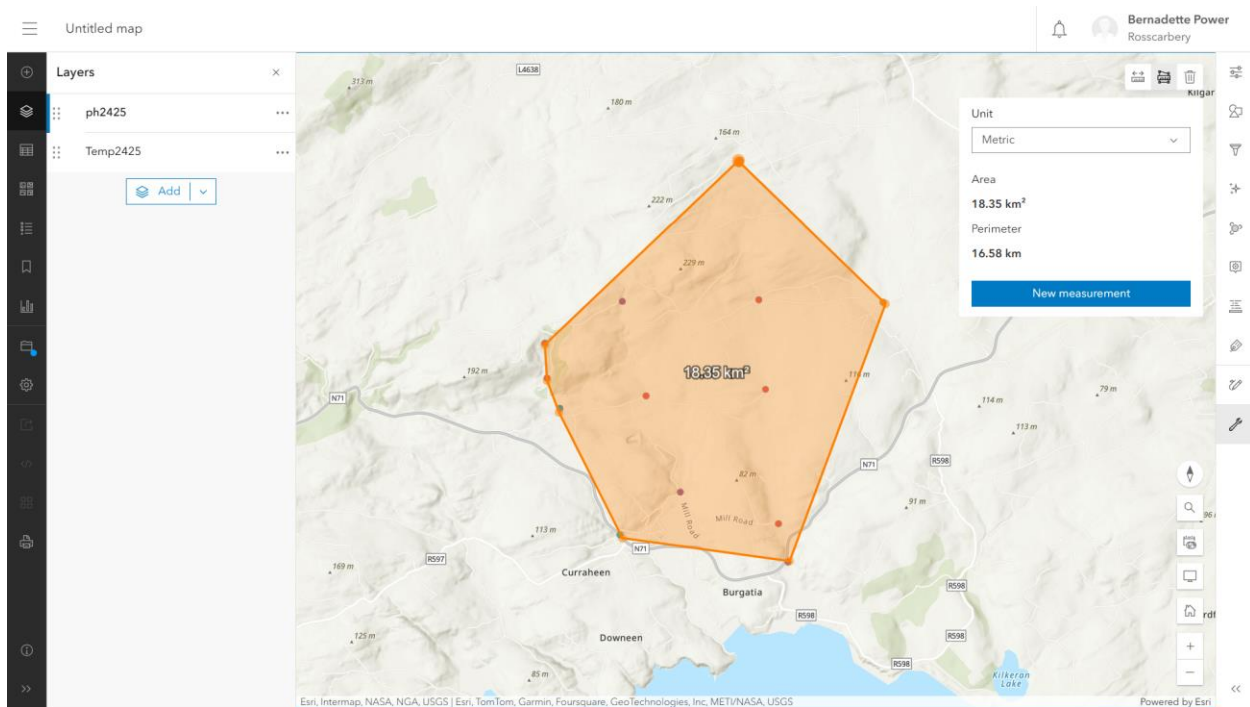 Untitled map
Bernadette Power
Rosscarbery
Layers
ph2425
Temp2425
Add
Unit
Metric
Area
18.35 km²
Perimeter
16.58 km
New measurement
L4638
313 m
180 m
164 m
222 m
229 m
18.35 km²
192 m
N71
114 m
79 m
113 m
N71
R598
82 m
91 m
Mill Road
Mill Road
113 m
N71
R597
169 m
Curraheen
Burgatia
R598
R598
125 m
Downeen
R598
R598
85 m
Kilkeran
Lake
Esri, Intermap, NASA, NGA, USGS | Esri, TomTom, Garmin, Foursquare, GeoTechnologies, Inc, METI/NASA, USGS
Powered by Esri